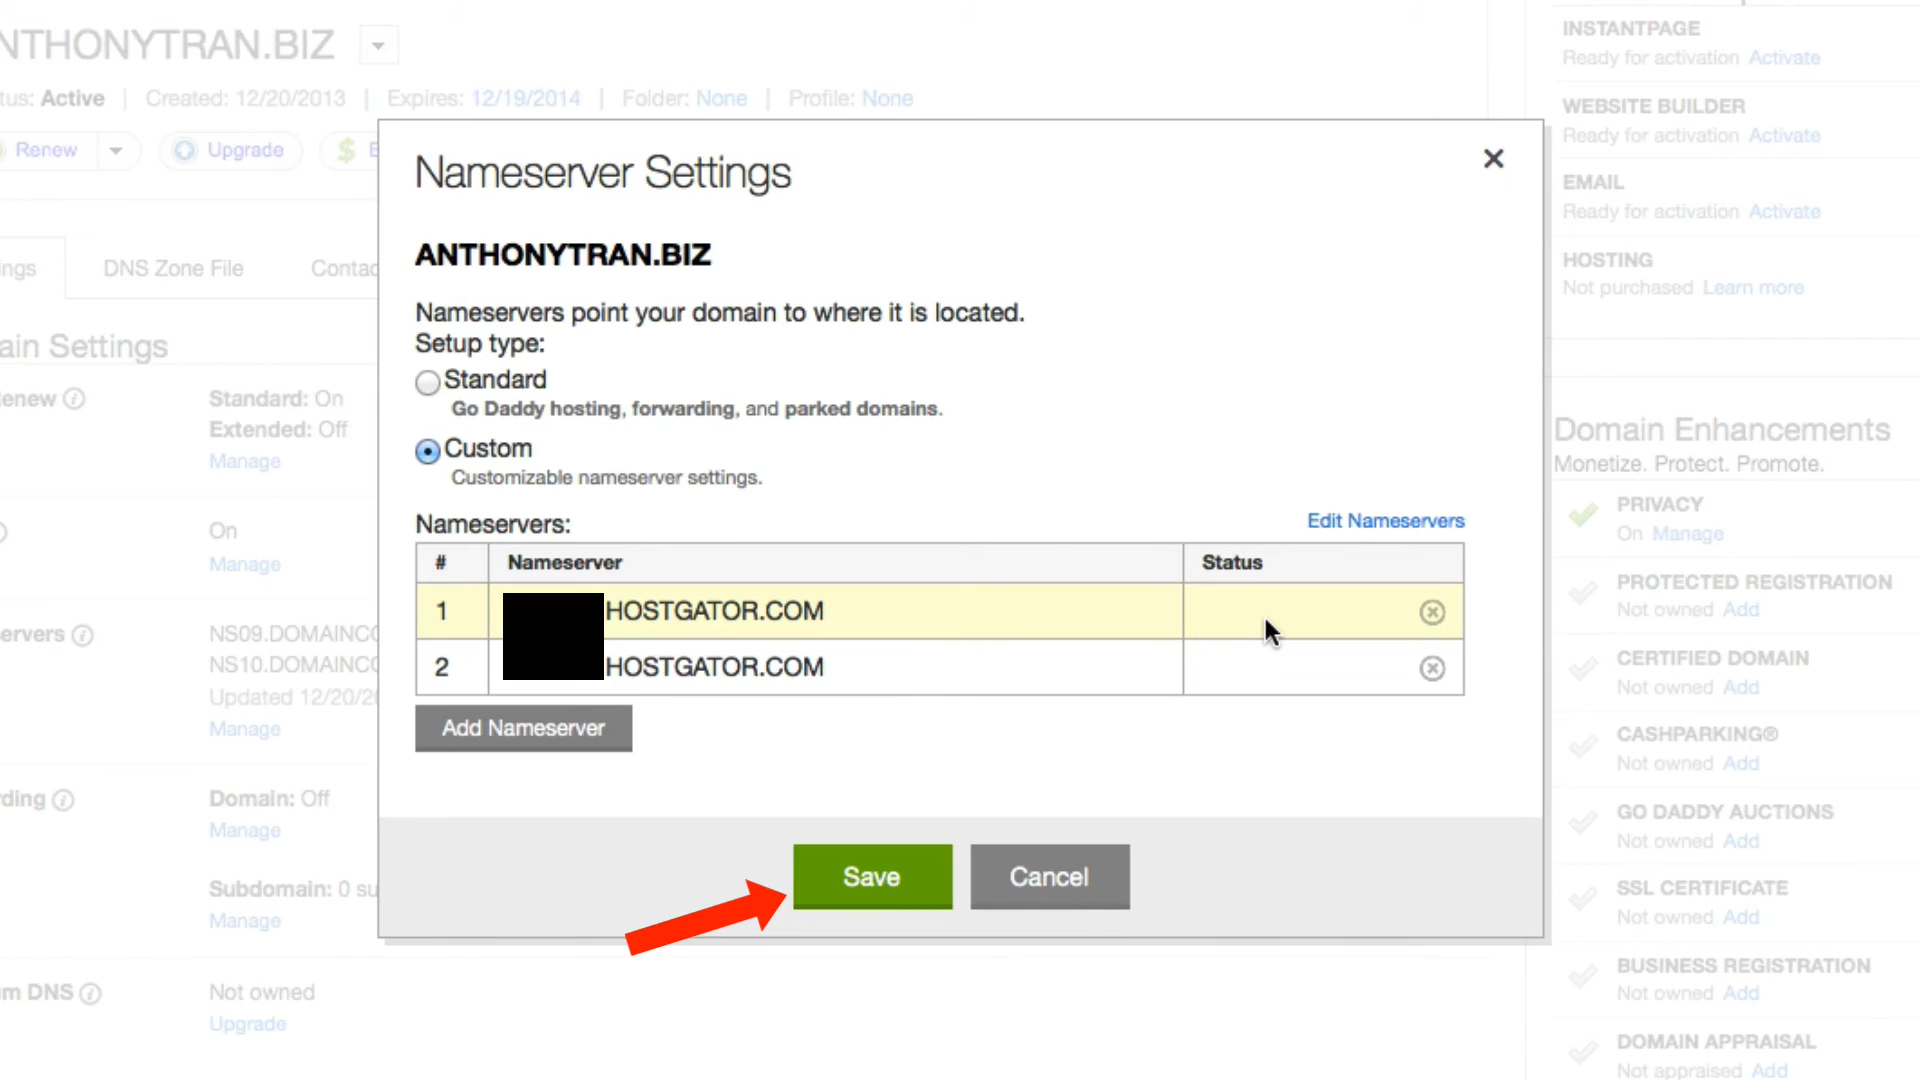 NTHONYTRAN.BIZ
tus: Active | Created: 12/20/2013 | Expires: 12/19/2014 | Folder: None | Profile: None
Renew
Upgrade
$
ngs
DNS Zone File
Contac
ain Settings
enew
Standard: On
Extended: Off
Manage
On
Manage
ervers
NS09.DOMAINCO
NS10.DOMAINCO
Updated 12/20/20
Manage
rding
Domain: Off
Manage
Subdomain: 0 su
Manage
m DNS
Not owned
Upgrade
Nameserver Settings
ANTHONYTRAN.BIZ
Nameservers point your domain to where it is located.
Setup type:
Standard
Go Daddy hosting, forwarding, and parked domains.
Custom
Customizable nameserver settings.
Nameservers:
Edit Nameservers
# Nameserver Status
1 HOSTGATOR.COM
2 HOSTGATOR.COM
Add Nameserver
Save
Cancel
INSTANTPAGE
Ready for activation Activate
WEBSITE BUILDER
Ready for activation Activate
EMAIL
Ready for activation Activate
HOSTING
Not purchased Learn more
Domain Enhancements
Monetize. Protect. Promote.
PRIVACY
On Manage
PROTECTED REGISTRATION
Not owned Add
CERTIFIED DOMAIN
Not owned Add
CASHPARKING®
Not owned Add
GO DADDY AUCTIONS
Not owned Add
SSL CERTIFICATE
Not owned Add
BUSINESS REGISTRATION
Not owned Add
DOMAIN APPRAISAL
Not appraised Add